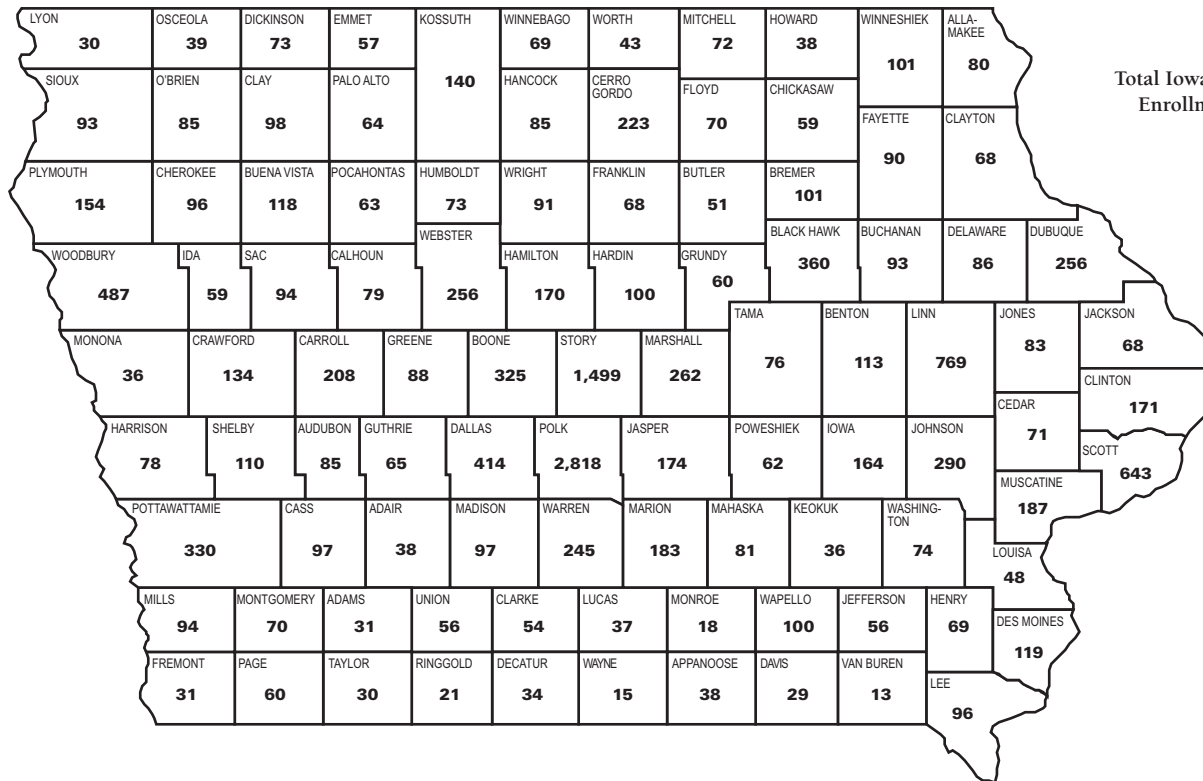 LYON
30
OSCEOLA
39
DICKINSON
73
EMMET
57
KOSSUTH
140
WINNEBAGO
69
WORTH
43
MITCHELL
72
HOWARD
38
WINNESHIEK
101
ALLA-
MAKEE
80
Total Iowa
Enrolln
SIOUX
93
O'BRIEN
85
CLAY
98
PALO ALTO
64
HANCOCK
85
CERRO
GORDO
223
FLOYD
70
CHICKASAW
59
FAYETTE
90
CLAYTON
68
PLYMOUTH
154
CHEROKEE
96
BUENA VISTA
118
POCAHONTAS
63
HUMBOLDT
73
WRIGHT
91
FRANKLIN
68
BUTLER
51
BREMER
101
WOODBURY
487
IDA
59
SAC
94
CALHOUN
79
WEBSTER
256
HAMILTON
170
HARDIN
100
GRUNDY
60
BLACK HAWK
360
BUCHANAN
93
DELAWARE
86
DUBUQUE
256
MONONA
36
CRAWFORD
134
CARROLL
208
GREENE
88
BOONE
325
STORY
1,499
MARSHALL
262
TAMA
76
BENTON
113
LINN
769
JONES
83
JACKSON
68
CLINTON
171
HARRISON
78
SHELBY
110
AUDUBON
85
GUTHRIE
65
DALLAS
414
POLK
2,818
JASPER
174
POWESHIEK
62
IOWA
164
JOHNSON
290
CEDAR
71
SCOTT
643
MUSCATINE
187
POTTAWATTAMIE
330
CASS
97
ADAIR
38
MADISON
97
WARREN
245
MARION
183
MAHASKA
81
KEOKUK
36
WASHING-
TON
74
LOUISA
48
MILLS
94
MONTGOMERY
70
ADAMS
31
UNION
56
CLARKE
54
LUCAS
37
MONROE
18
WAPELLO
100
JEFFERSON
56
HENRY
69
DES MOINES
119
FREMONT
31
PAGE
60
TAYLOR
30
RINGGOLD
21
DECATUR
34
WAYNE
15
APPANOOSE
38
DAVIS
29
VAN BUREN
13
LEE
96